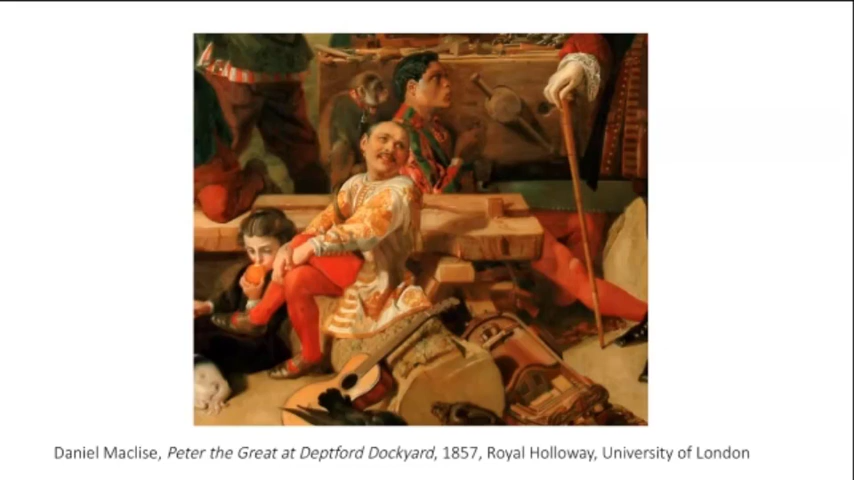 Daniel Maclise, Peter the Great at Deptford Dockyard, 1857, Royal Holloway, University of London